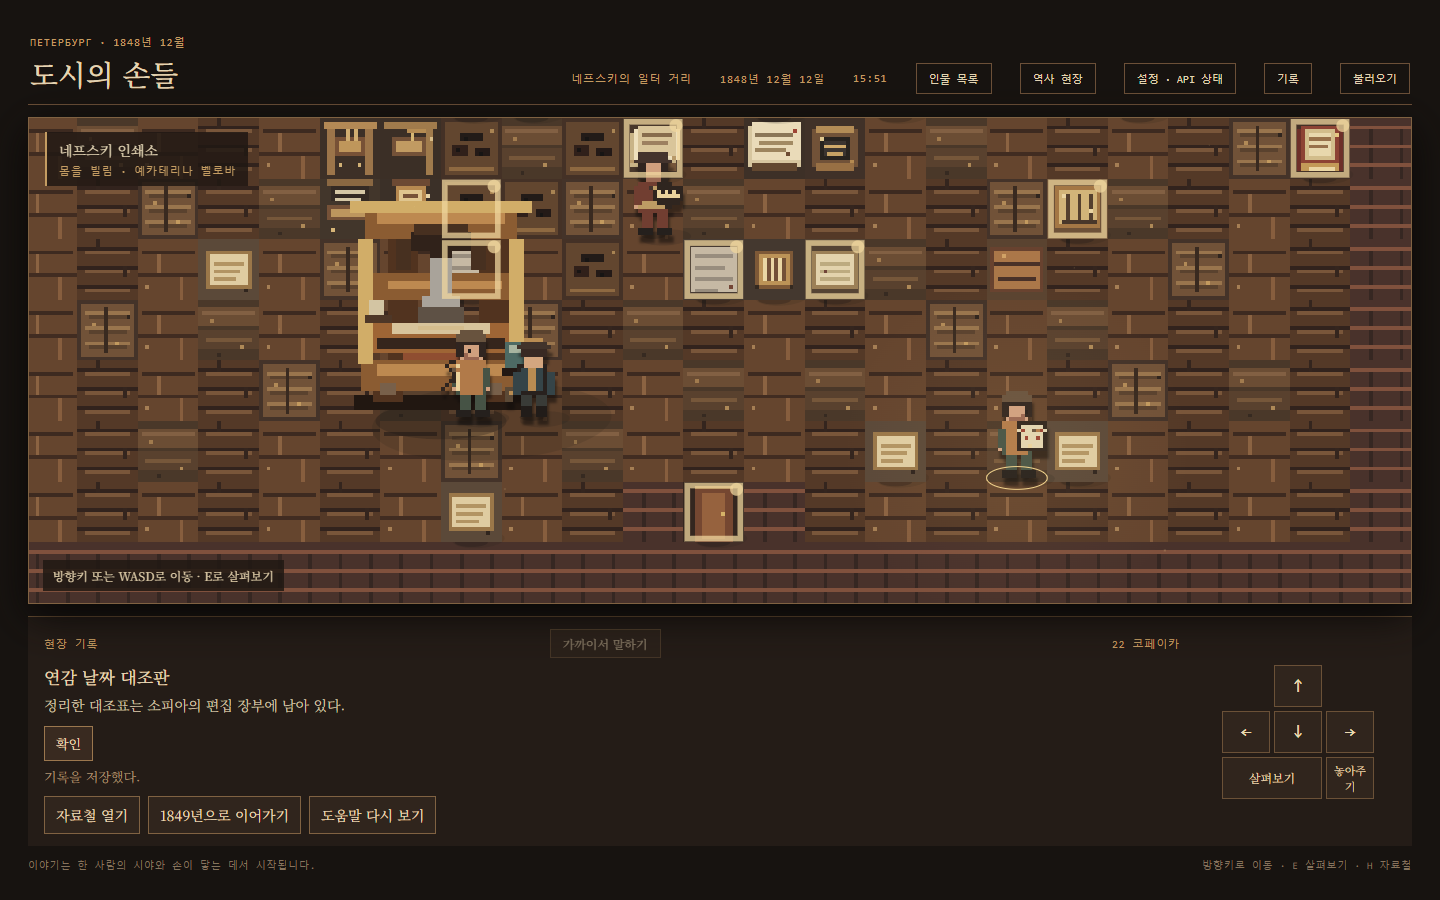 ПЕТЕРБУРГ · 1848년 12월
도시의 손들
네프스키의 일터 거리
1848년 12월 12일
15:51
인물 목록
역사 현장
설정 · API 상태
기록
불러오기
네프스키 인쇄소
몸을 빌림 · 예카테리나 벨로바
방향키 또는 WASD로 이동 · E로 살펴보기
현장 기록
가까이서 말하기
22 코페이카
연감 날짜 대조판
정리한 대조표는 소피아의 편집 장부에 남아 있다.
확인
기록을 저장했다.
자료철 열기
1849년으로 이어가기
도움말 다시 보기
↑
← ↓ →
살펴보기
놓아주
기
이야기는 한 사람의 시야와 손이 닿는 데서 시작됩니다.
방향키로 이동 · E 살펴보기 · H 자료철